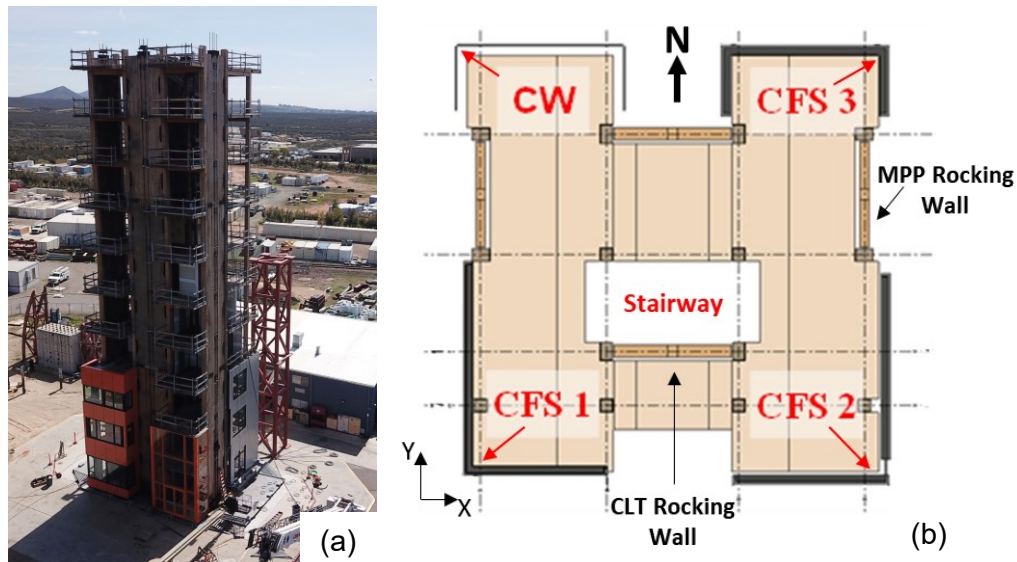 (a)
N
CW
CFS 3
MPP Rocking
Wall
Stairway
CFS 1
CFS 2
Y
X
CLT Rocking
Wall
(b)